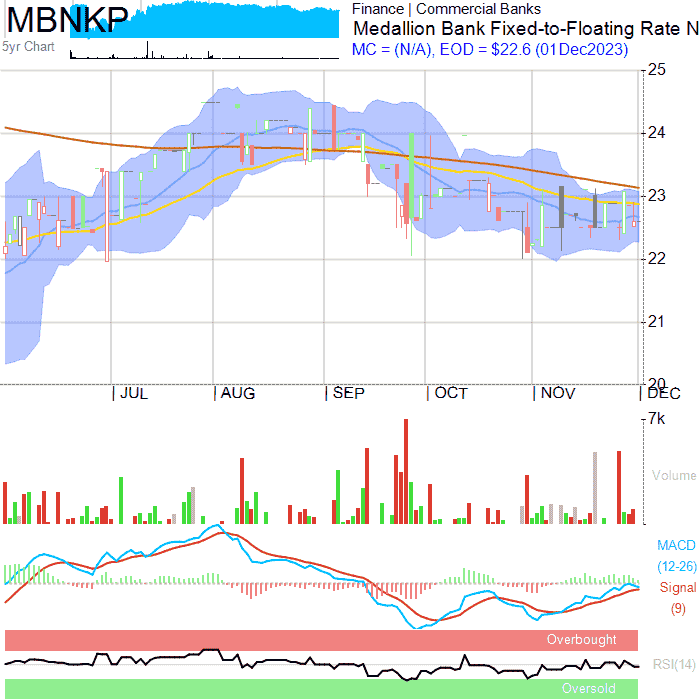 MBNKP
Finance | Commercial Banks
Medallion Bank Fixed-to-Floating Rate N
5yr Chart
MC = (N/A), EOD = $22.6 (01Dec2023)
25
24
23
22
21
20
| JUL | AUG | SEP | OCT | NOV | DEC
7k
Volume
MACD
(12-26)
Signal
(9)
Overbought
RSI(14)
Oversold